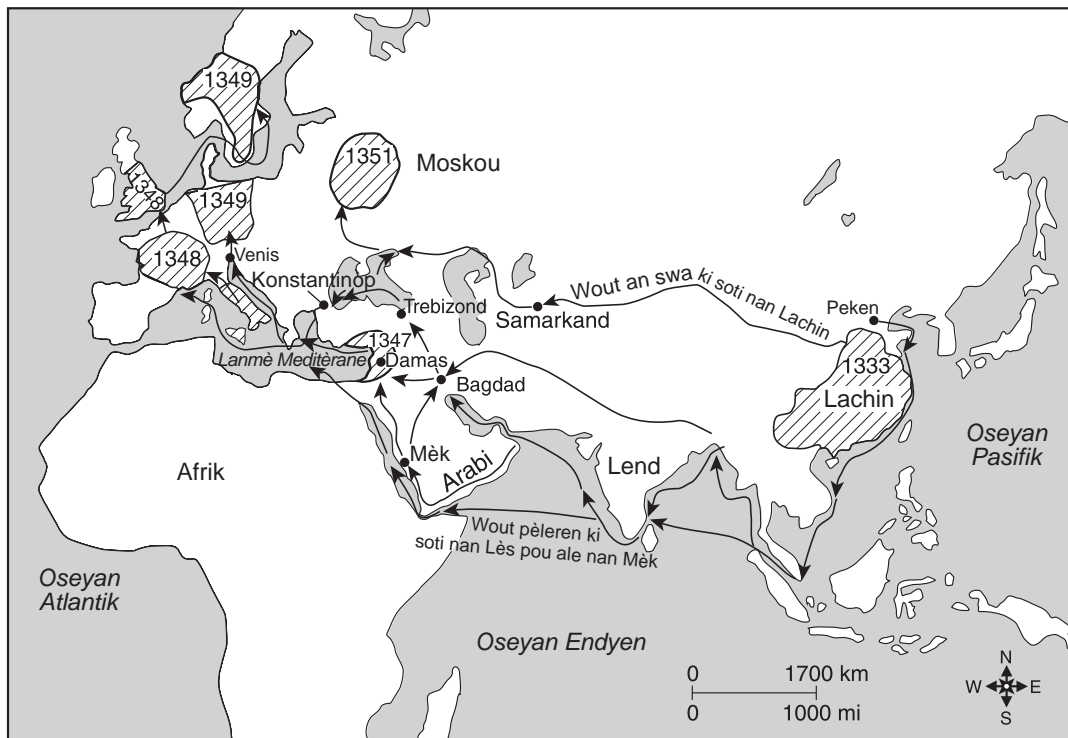 1349
1351
Moskou
1348
1349
1348
Venis
Konstantinop
Trebizond
Samarkand
Wout an swa ki soti nan Lachin
Peken
1347
Damas
Lanmè Meditèrane
Bagdad
1333
Lachin
Oseyan
Pasifik
Afrik
Mèk
Arabi
Lend
Wout pèleren ki
soti nan Lès pou ale nan Mèk
Oseyan
Atlantik
Oseyan Endyen
0 1700 km
0 1000 mi
N
W E
S